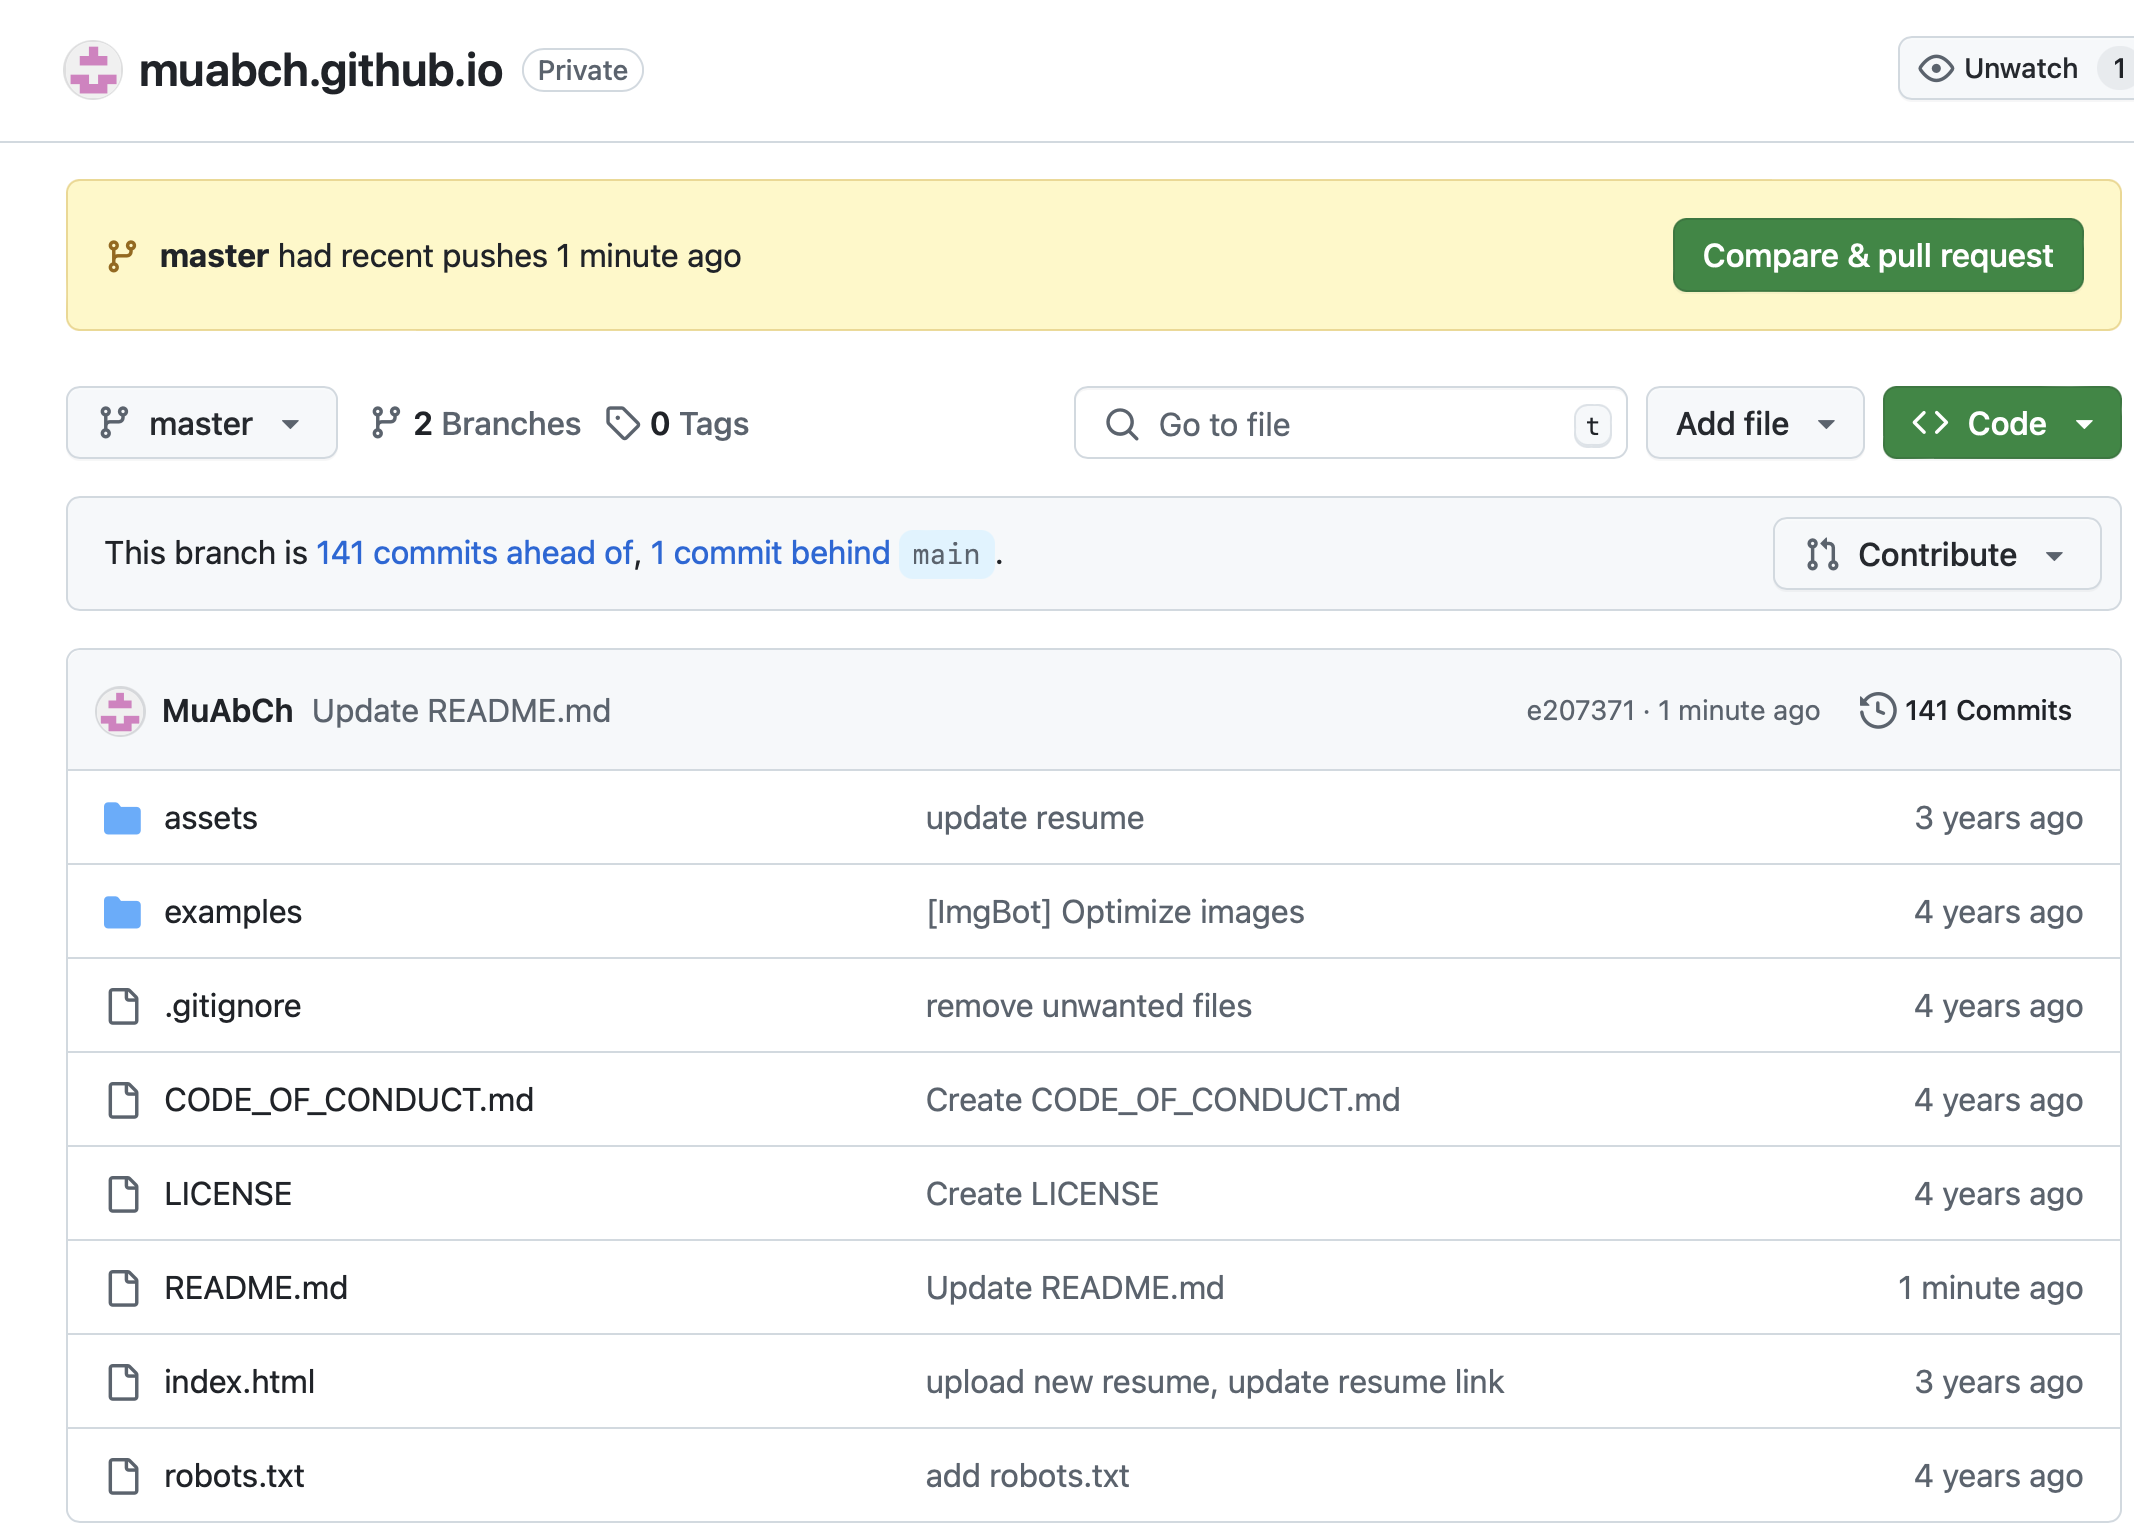 muabch.github.io Private Unwatch 1
master had recent pushes 1 minute ago Compare & pull request
master 2 Branches 0 Tags Go to file t Add file Code
This branch is 141 commits ahead of, 1 commit behind main. Contribute
MuAbCh Update README.md e207371 · 1 minute ago 141 Commits
assets update resume 3 years ago
examples [ImgBot] Optimize images 4 years ago
.gitignore remove unwanted files 4 years ago
CODE_OF_CONDUCT.md Create CODE_OF_CONDUCT.md 4 years ago
LICENSE Create LICENSE 4 years ago
README.md Update README.md 1 minute ago
index.html upload new resume, update resume link 3 years ago
robots.txt add robots.txt 4 years ago